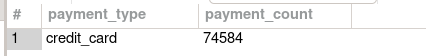 # payment_type payment_count
1 credit_card 74584